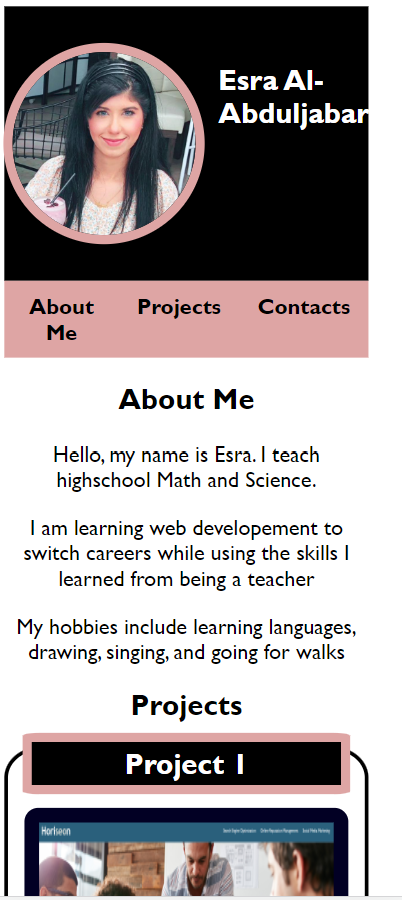 Esra Al-
Abduljabar
About
Me
Projects
Contacts
About Me
Hello, my name is Esra. I teach
highschool Math and Science.
I am learning web developement to
switch careers while using the skills I
learned from being a teacher
My hobbies include learning languages,
drawing, singing, and going for walks
Projects
Project 1
Horiseon
Search Engine Optimization Online Reputation Management Social Media Marketing